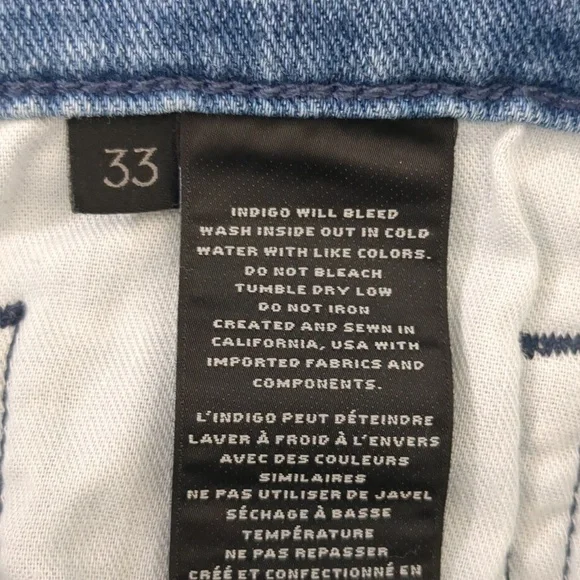 33
INDIGO WILL BLEED
WASH INSIDE OUT IN COLD
WATER WITH LIKE COLORS.
DO NOT BLEACH
TUMBLE DRY LOW
DO NOT IRON
CREATED AND SEWN IN
CALIFORNIA, USA WITH
IMPORTED FABRICS AND
COMPONENTS.
L'INDIGO PEUT DÉTEINDRE
LAVER À FROID À L'ENVERS
AVEC DES COULEURS
SIMILAIRES
NE PAS UTILISER DE JAVEL
SÉCHAGE À BASSE
TEMPÉRATURE
NE PAS REPASSER
CRÉÉ ET CONFECTIONNÉ EN